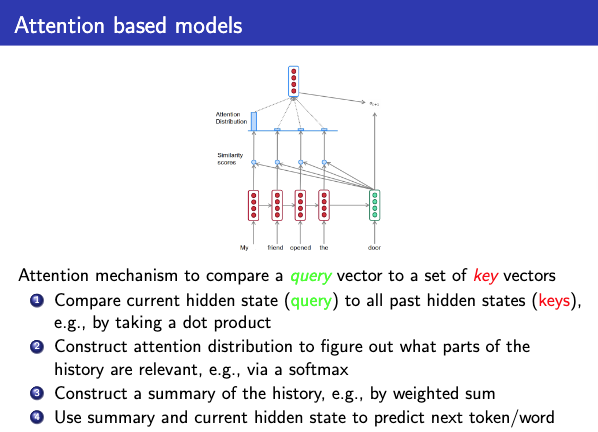 Attention based models
Attention
Distribution
Similarity
scores
My friend opened the door
Attention mechanism to compare a query vector to a set of key vectors
1 Compare current hidden state (query) to all past hidden states (keys),
e.g., by taking a dot product
2 Construct attention distribution to figure out what parts of the
history are relevant, e.g., via a softmax
3 Construct a summary of the history, e.g., by weighted sum
4 Use summary and current hidden state to predict next token/word